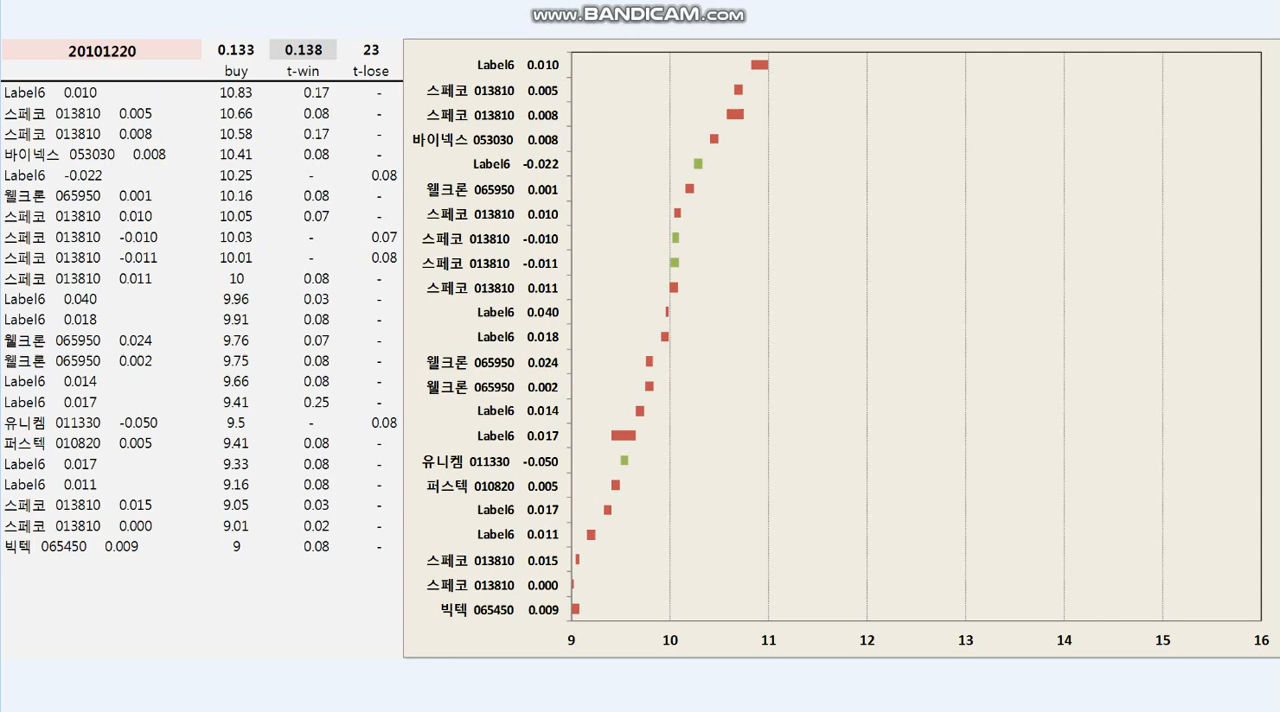 www.BANDICAM.com
20101220 0.133 0.138 23
buy t-win t-lose
Label6 0.010 10.83 0.17 -
스페코 013810 0.005 10.66 0.08 -
스페코 013810 0.008 10.58 0.17 -
바이넥스 053030 0.008 10.41 0.08 -
Label6 -0.022 10.25 - 0.08
웰크론 065950 0.001 10.16 0.08 -
스페코 013810 0.010 10.05 0.07 -
스페코 013810 -0.010 10.03 - 0.07
스페코 013810 -0.011 10.01 - 0.08
스페코 013810 0.011 10 0.08 -
Label6 0.040 9.96 0.03 -
Label6 0.018 9.91 0.08 -
웰크론 065950 0.024 9.76 0.07 -
웰크론 065950 0.002 9.75 0.08 -
Label6 0.014 9.66 0.08 -
Label6 0.017 9.41 0.25 -
유니켐 011330 -0.050 9.5 - 0.08
퍼스텍 010820 0.005 9.41 0.08 -
Label6 0.017 9.33 0.08 -
Label6 0.011 9.16 0.08 -
스페코 013810 0.015 9.05 0.03 -
스페코 013810 0.000 9.01 0.02 -
빅텍 065450 0.009 9 0.08 -
Label6 0.010
스페코 013810 0.005
스페코 013810 0.008
바이넥스 053030 0.008
Label6 -0.022
웰크론 065950 0.001
스페코 013810 0.010
스페코 013810 -0.010
스페코 013810 -0.011
스페코 013810 0.011
Label6 0.040
Label6 0.018
웰크론 065950 0.024
웰크론 065950 0.002
Label6 0.014
Label6 0.017
유니켐 011330 -0.050
퍼스텍 010820 0.005
Label6 0.017
Label6 0.011
스페코 013810 0.015
스페코 013810 0.000
빅텍 065450 0.009
9 10 11 12 13 14 15 16